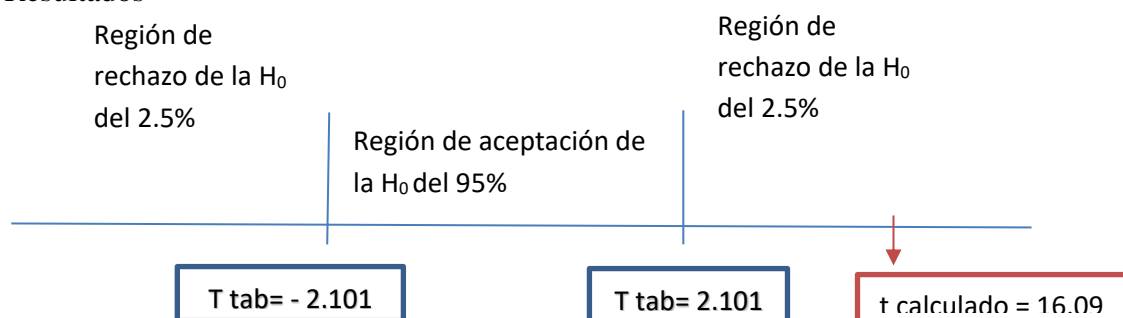 Resultados
Región de
rechazo de la H₀
del 2.5%
Región de aceptación de
la H₀ del 95%
Región de
rechazo de la H₀
del 2.5%
T tab= - 2.101
T tab= 2.101
t calculado = 16.09